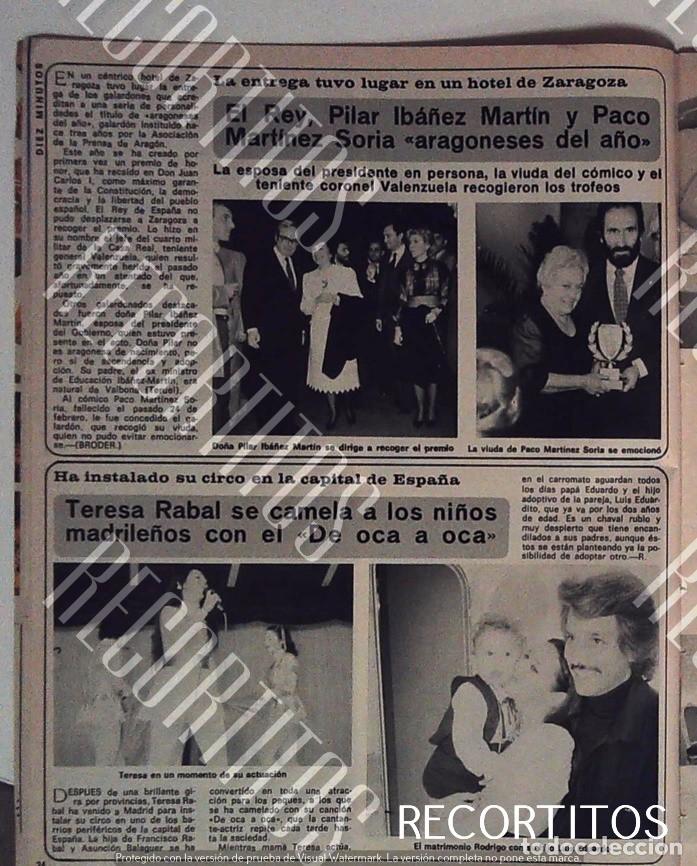 DIEZ MINUTOS
EN un céntrico hotel de Za-
ragoza tuvo lugar la entre-
ga de los galardones que acre-
ditan a una serie de personali-
dades el título de «aragoneses
del año», galardón instituido ha-
ce tres años por la Asociación
de la Prensa de Aragón.
Este año se ha creado por
primera vez un premio de ho-
nor, que ha recaído en Don Juan
Carlos I, como máximo garan-
te de la Constitución, la demo-
cracia y la libertad del pueblo
español. El Rey de España no
pudo desplazarse a Zaragoza a
recoger el premio. Lo hizo en
su nombre el jefe del cuarto mi-
litar de la Casa Real, teniente
general Valenzuela, quien resul-
tó gravemente herido el pasado
año en un atentado del que,
afortunadamente, se ha re-
puesto.
Otros galardonados destaca-
dos fueron doña Pilar Ibáñez
Martín, esposa del presidente
del Gobierno, quien estuvo pre-
sente en el acto. Doña Pilar no
es aragonesa de nacimiento, pe-
ro sí de ascendencia y adop-
ción. Su padre, el ex ministro
de Educación Ibáñez-Martín, era
natural de Valbona (Teruel).
Al cómico Paco Martínez So-
ria, fallecido el pasado 24 de
febrero, le fue concedido el ga-
lardón, que recogió su viuda,
quien no pudo evitar emocionar-
se.—(BRODER.)
La entrega tuvo lugar en un hotel de Zaragoza
El Rey, Pilar Ibáñez Martín y Paco
Martínez Soria «aragoneses del año»
La esposa del presidente en persona, la viuda del cómico y el
teniente coronel Valenzuela recogieron los trofeos
Doña Pilar Ibáñez Martín se dirige a recoger el premio
La viuda de Paco Martínez Soria se emocionó
Ha instalado su circo en la capital de España
Teresa Rabal se camela a los niños
madrileños con el «De oca a oca»
Teresa en un momento de su actuación
DESPUES de una brillante gi-
ra por provincias, Teresa Ra-
bal ha venido a Madrid para ins-
talar su circo en uno de los ba-
rrios periféricos de la capital de
España. La hija de Francisco Ra-
bal y Asunción Balaguer se ha
convertido en toda una atrac-
ción para los peques, a los que
se ha camelado con su canción
«De oca a oca», que la cantan-
te-actriz repite cada tarde has-
ta la saciedad.
Mientras mamá Teresa actúa,
en el carromato aguardan todos
los días papá Eduardo y el hijo
adoptivo de la pareja, Luis Eduar-
dito, que ya va por los dos años
de edad. Es un chaval rubio y
muy despierto que tiene encan-
dilados a sus padres, aunque és-
tos se están planteando ya la po-
sibilidad de adoptar otro.—R.
El matrimonio Rodrigo con
RECORTITOS
todocoleccion
Protegido con la versión de prueba de Visual Watermark. La versión completa no pone esta marca.
RECORTITOS
RECORTITOS
RECORTITOS